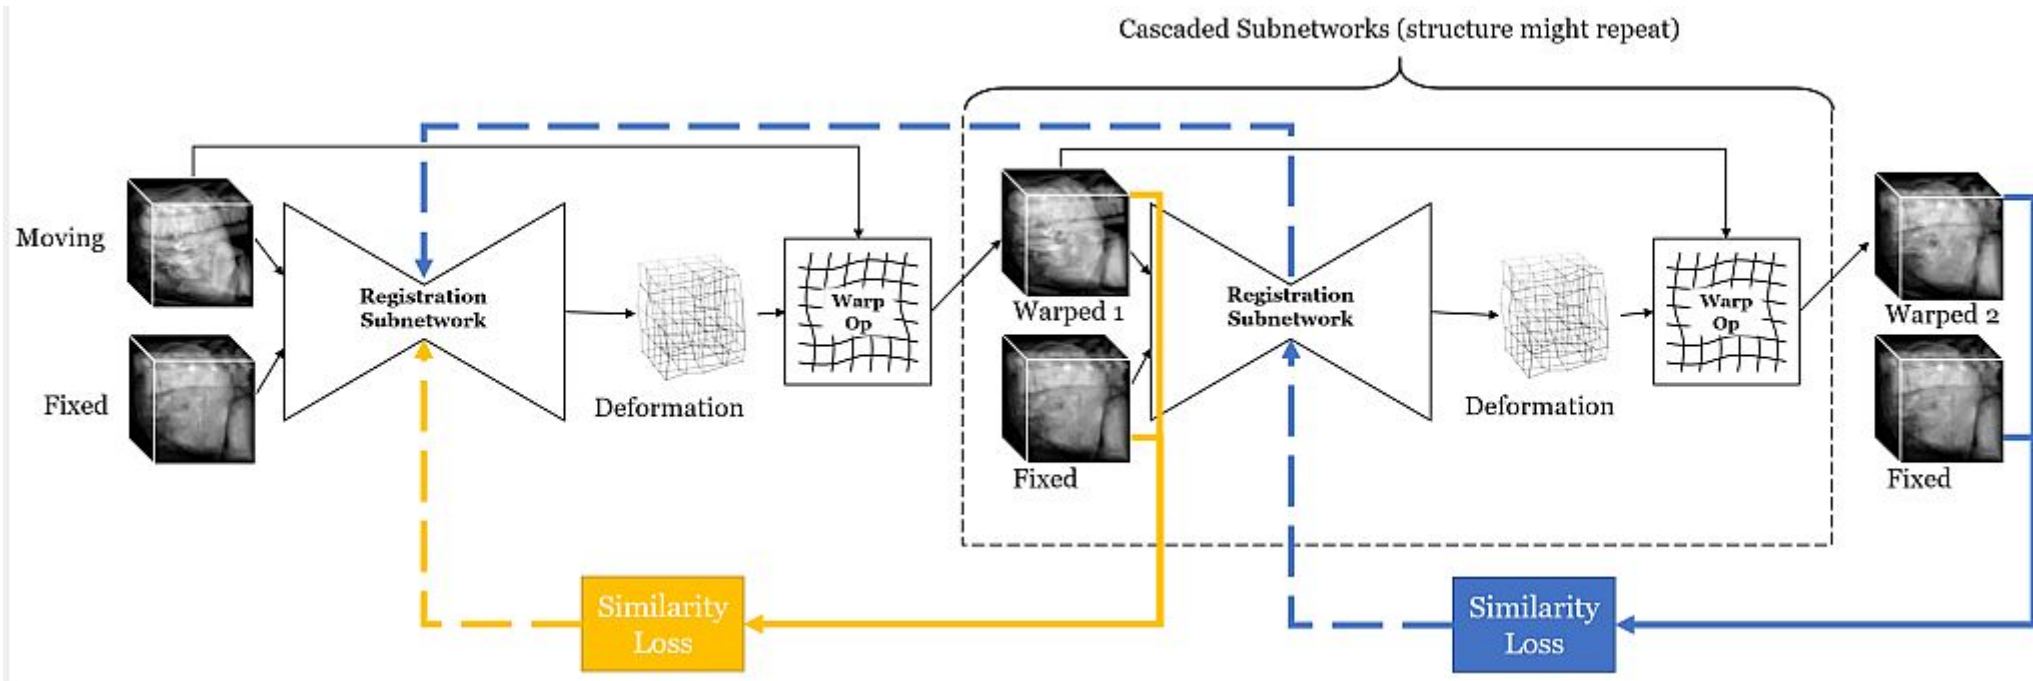 Cascaded Subnetworks (structure might repeat)
Moving
Registration
Subnetwork
Warp
Op
Fixed
Deformation
Warped 1
Fixed
Registration
Subnetwork
Deformation
Warp
Op
Warped 2
Fixed
Similarity
Loss
Similarity
Loss